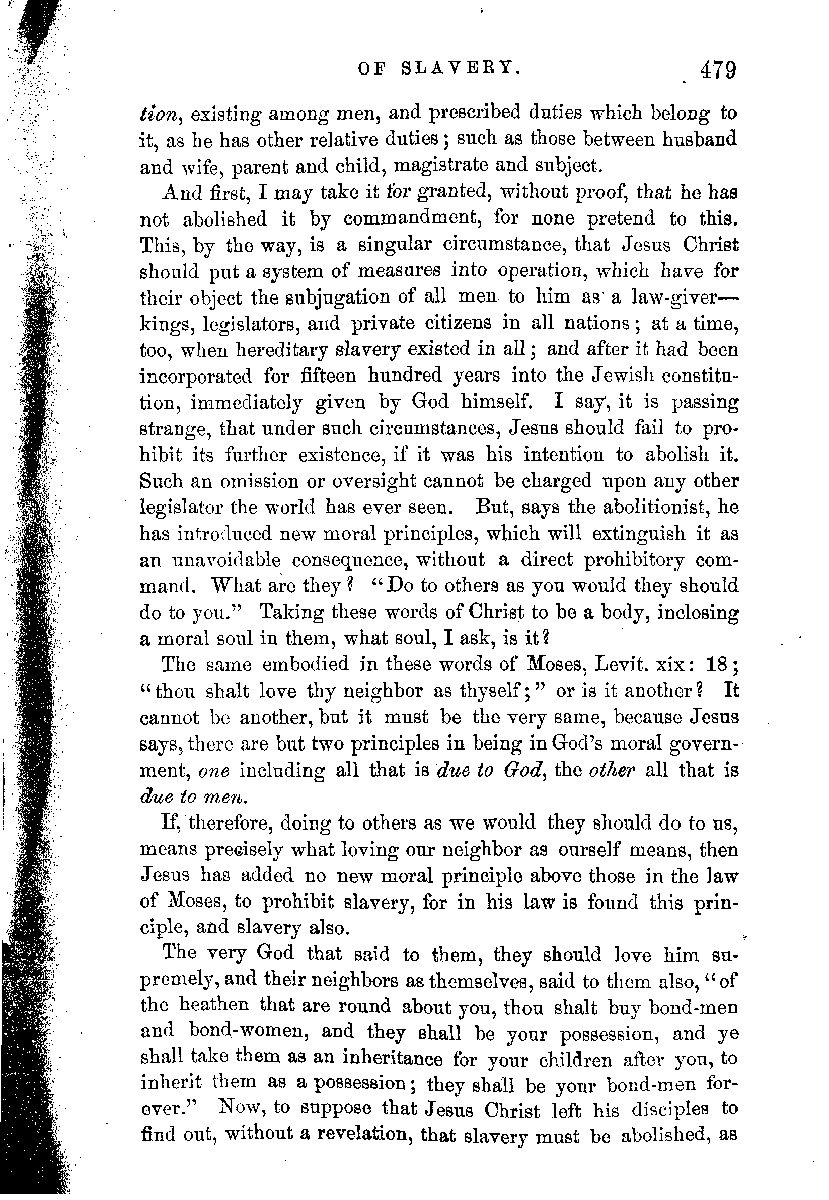 OF SLAVERY. 479
tion, existing among men, and prescribed duties which belong to
it, as he has other relative duties; such as those between husband
and wife, parent and child, magistrate and subject.
And first, I may take it for granted, without proof, that he has
not abolished it by commandment, for none pretend to this.
This, by the way, is a singular circumstance, that Jesus Christ
should put a system of measures into operation, which have for
their object the subjugation of all men to him as a law-giver—
kings, legislators, and private citizens in all nations; at a time,
too, when hereditary slavery existed in all; and after it had been
incorporated for fifteen hundred years into the Jewish constitu-
tion, immediately given by God himself. I say, it is passing
strange, that under such circumstances, Jesus should fail to pro-
hibit its further existence, if it was his intention to abolish it.
Such an omission or oversight cannot be charged upon any other
legislator the world has ever seen. But, says the abolitionist, he
has introduced new moral principles, which will extinguish it as
an unavoidable consequence, without a direct prohibitory com-
mand. What are they? "Do to others as you would they should
do to you." Taking these words of Christ to be a body, inclosing
a moral soul in them, what soul, I ask, is it?
The same embodied in these words of Moses, Levit. xix: 18;
"thou shalt love thy neighbor as thyself;" or is it another? It
cannot be another, but it must be the very same, because Jesus
says, there are but two principles in being in God's moral govern-
ment, one including all that is due to God, the other all that is
due to men.
If, therefore, doing to others as we would they should do to us,
means precisely what loving our neighbor as ourself means, then
Jesus has added no new moral principle above those in the law
of Moses, to prohibit slavery, for in his law is found this prin-
ciple, and slavery also.
The very God that said to them, they should love him su-
premely, and their neighbors as themselves, said to them also, "of
the heathen that are round about you, thou shalt buy bond-men
and bond-women, and they shall be your possession, and ye
shall take them as an inheritance for your children after you, to
inherit them as a possession; they shall be your bond-men for-
ever." Now, to suppose that Jesus Christ left his disciples to
find out, without a revelation, that slavery must be abolished, as